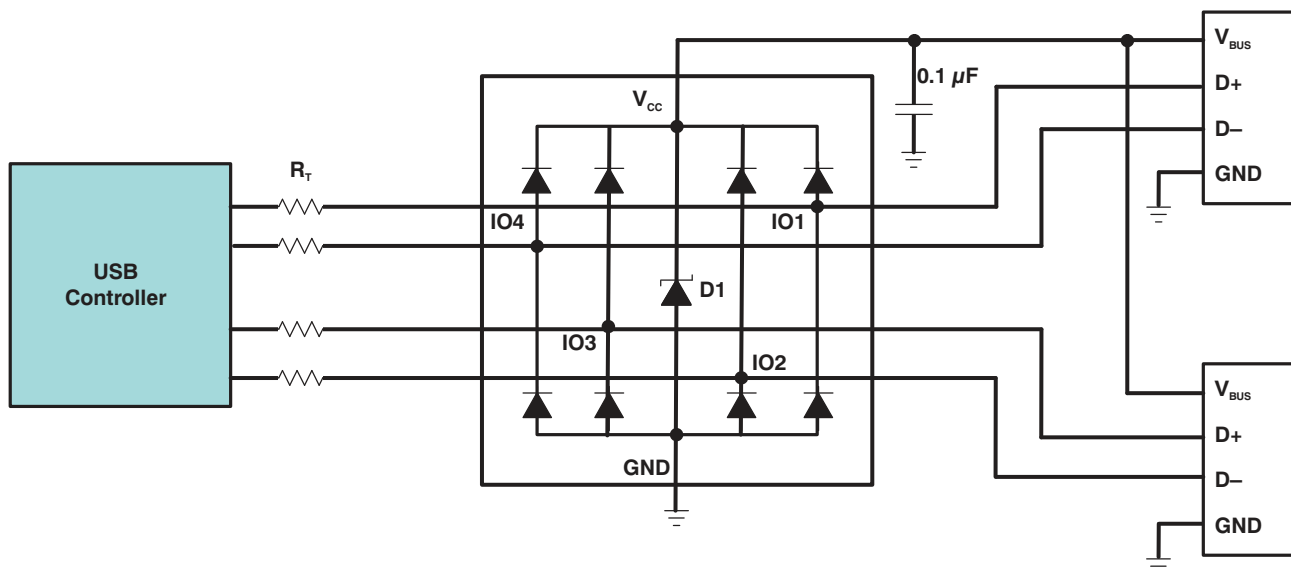 V_BUS
0.1 µF
D+
V_CC
D–
R_T
GND
IO4
IO1
USB
Controller
D1
IO3
IO2
V_BUS
D+
GND
D–
GND